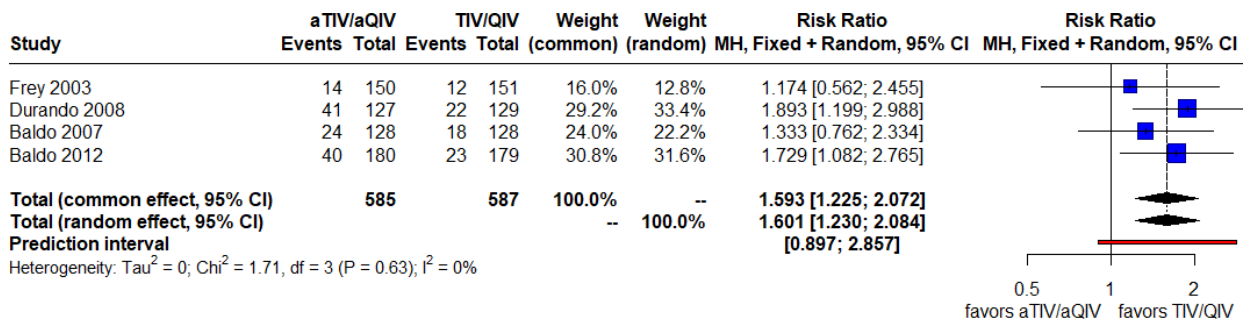 aTIV/aQIV TIV/QIV Weight Weight Risk Ratio Risk Ratio
Study Events Total Events Total (common) (random) MH, Fixed + Random, 95% CI MH, Fixed + Random, 95% CI
Frey 2003 14 150 12 151 16.0% 12.8% 1.174 [0.562; 2.455]
Durando 2008 41 127 22 129 29.2% 33.4% 1.893 [1.199; 2.988]
Baldo 2007 24 128 18 128 24.0% 22.2% 1.333 [0.762; 2.334]
Baldo 2012 40 180 23 179 30.8% 31.6% 1.729 [1.082; 2.765]
Total (common effect, 95% CI) 585 587 100.0% -- 1.593 [1.225; 2.072]
Total (random effect, 95% CI) -- 100.0% 1.601 [1.230; 2.084]
Prediction interval [0.897; 2.857]
Heterogeneity: Tau² = 0; Chi² = 1.71, df = 3 (P = 0.63); I² = 0%
0.5 1 2
favors aTIV/aQIV favors TIV/QIV